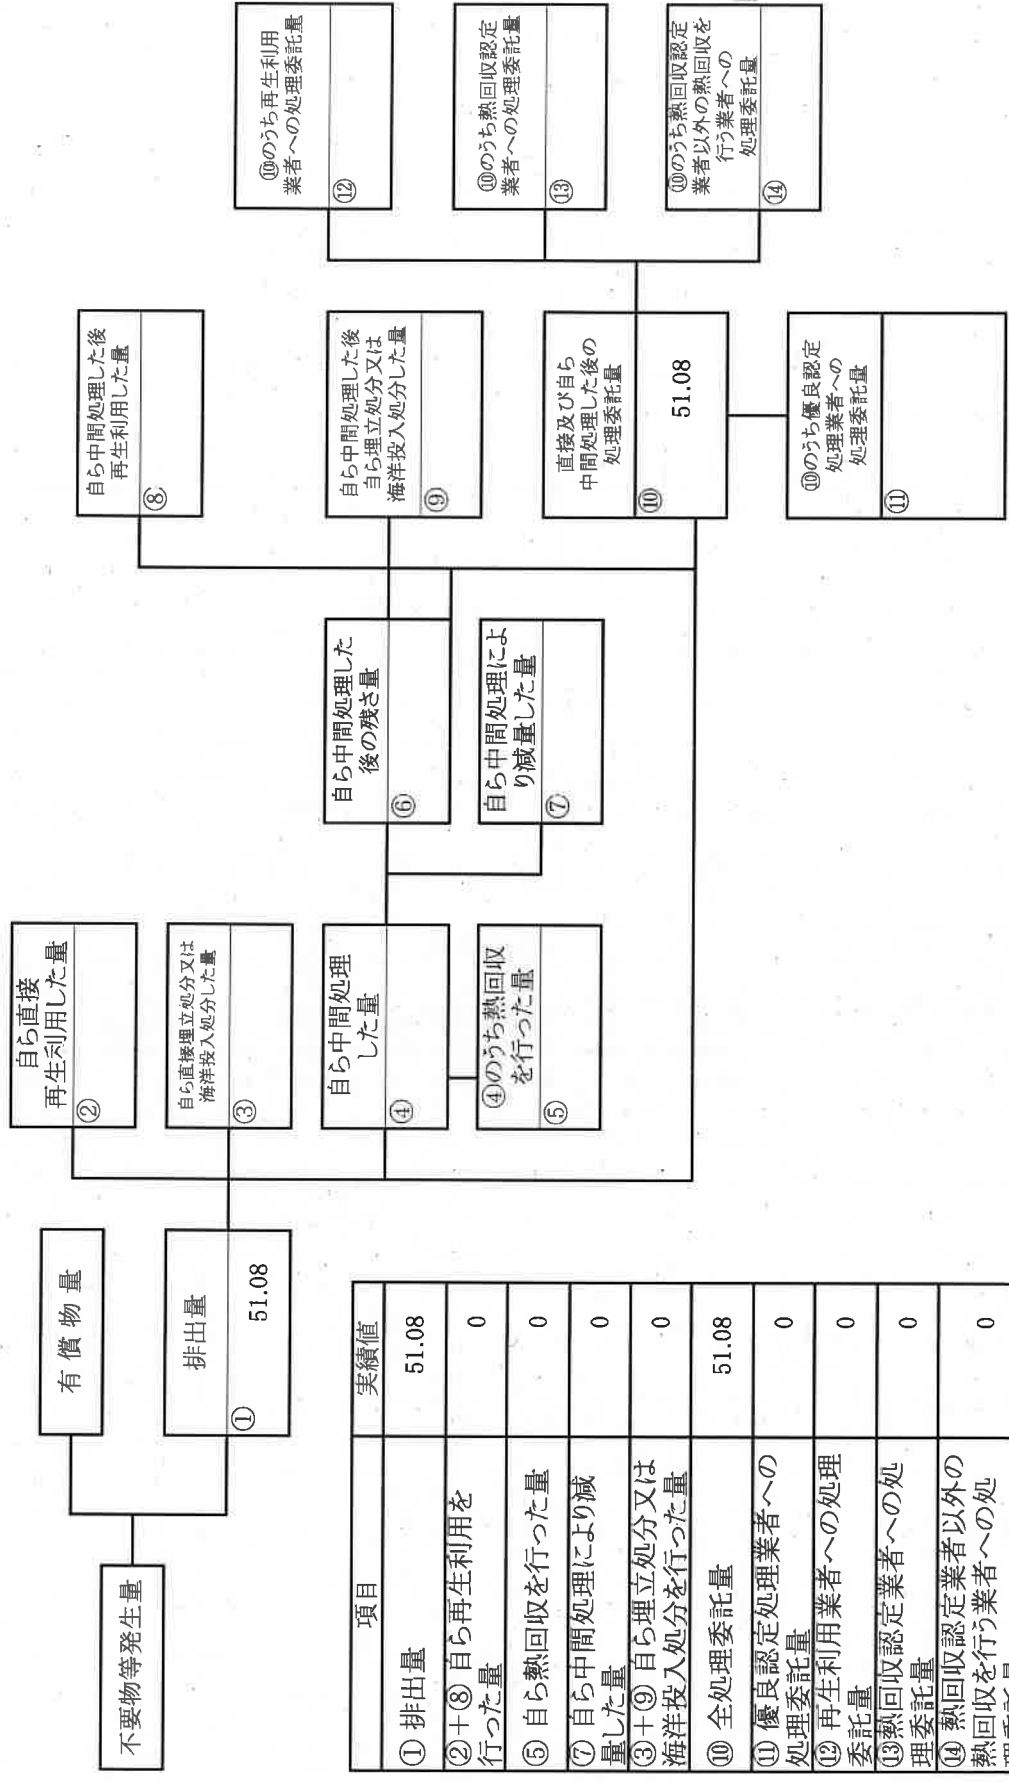 不要物等発生量
有償物量
排出量
①
51.08
自ら直接
再生利用した量
②
自ら直接埋立処分又は
海洋投入処分した量
③
自ら中間処理
した量
④
④のうち熱回収
を行った量
⑤
自ら中間処理した
後の残さ量
⑥
自ら中間処理によ
り減量した量
⑦
自ら中間処理した後
再生利用した量
⑧
自ら中間処理した後
自ら埋立処分又は
海洋投入処分した量
⑨
直接及び自ら
中間処理した後の
処理委託量
⑩
51.08
⑩のうち優良認定
処理業者への
処理委託量
⑪
⑩のうち再生利用
業者への処理委託量
⑫
⑩のうち熱回収認定
業者への処理委託量
⑬
⑩のうち熱回収認定
業者以外の熱回収を
行う業者への
処理委託量
⑭
項目 実績値
①排出量 51.08
②+⑧ 自ら再生利用を
行った量 0
⑤ 自ら熱回収を行った量 0
⑦ 自ら中間処理により減
量した量 0
③+⑨ 自ら埋立処分又は
海洋投入処分を行った量 0
⑩ 全処理委託量 51.08
⑪ 優良認定処理業者への
処理委託量 0
⑫ 再生利用業者への処理
委託量 0
⑬熱回収認定業者への処
理委託量 0
⑭ 熱回収認定業者以外の
熱回収を行う業者への処
理委託量 0